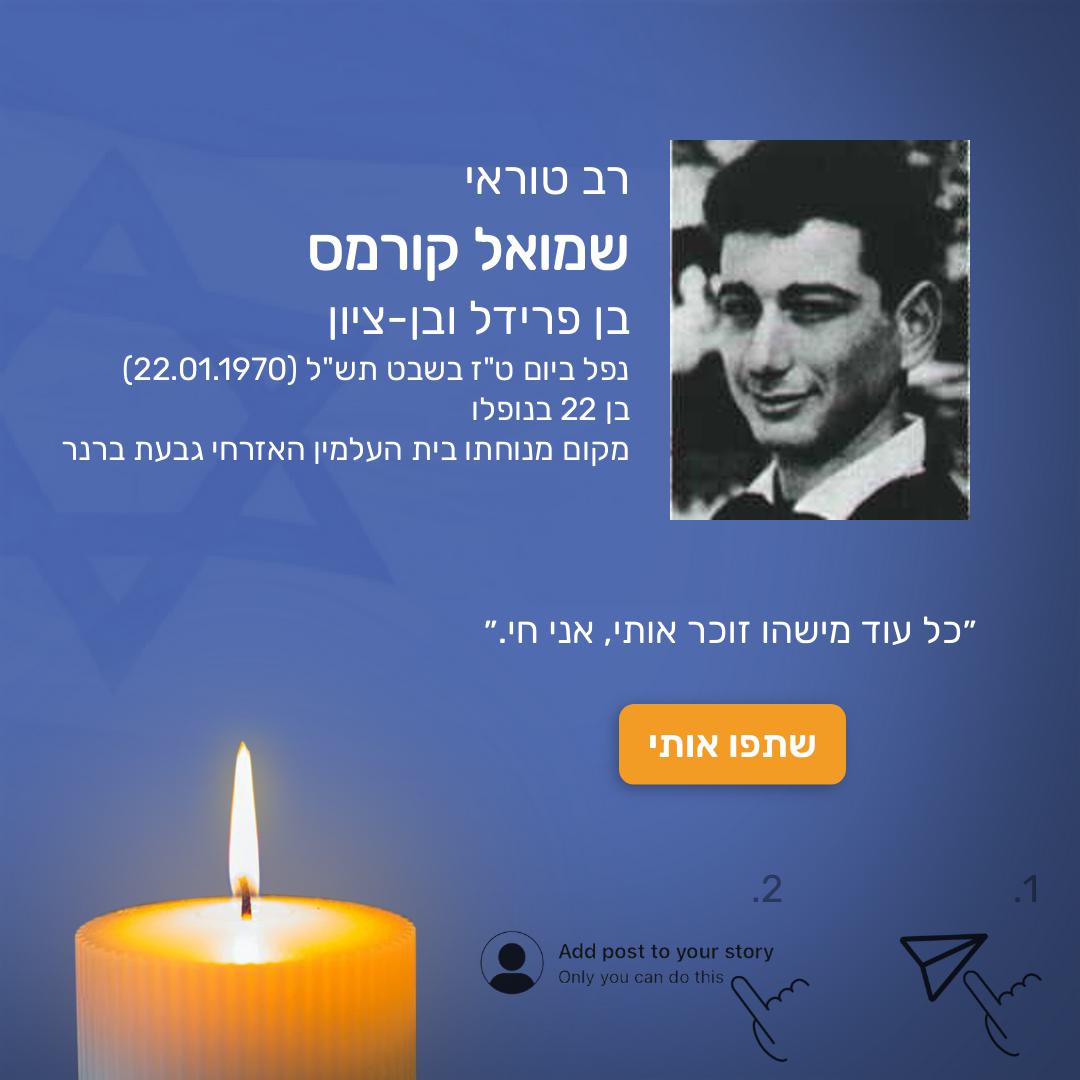 רב טוראי
שמואל קורמס
בן פרידל ובן-ציון
נפל ביום ט"ז בשבט תש"ל (22.01.1970)
בן 22 בנופלו
מקום מנוחתו בית העלמין האזרחי גבעת ברנר
״כל עוד מישהו זוכר אותי, אני חי.״
שתפו אותי
1.
2.
Add post to your story
Only you can do this